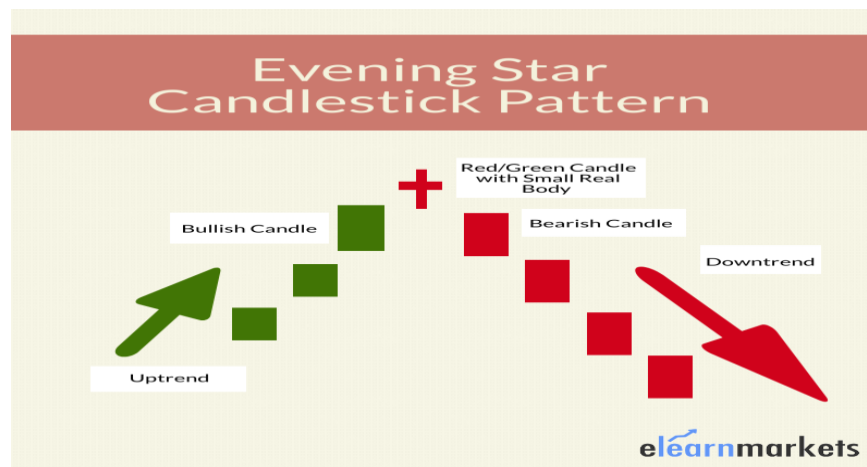 Evening Star
Candlestick Pattern
Red/Green Candle
with Small Real
Body
Bullish Candle
Bearish Candle
Downtrend
Uptrend
elearnmarkets